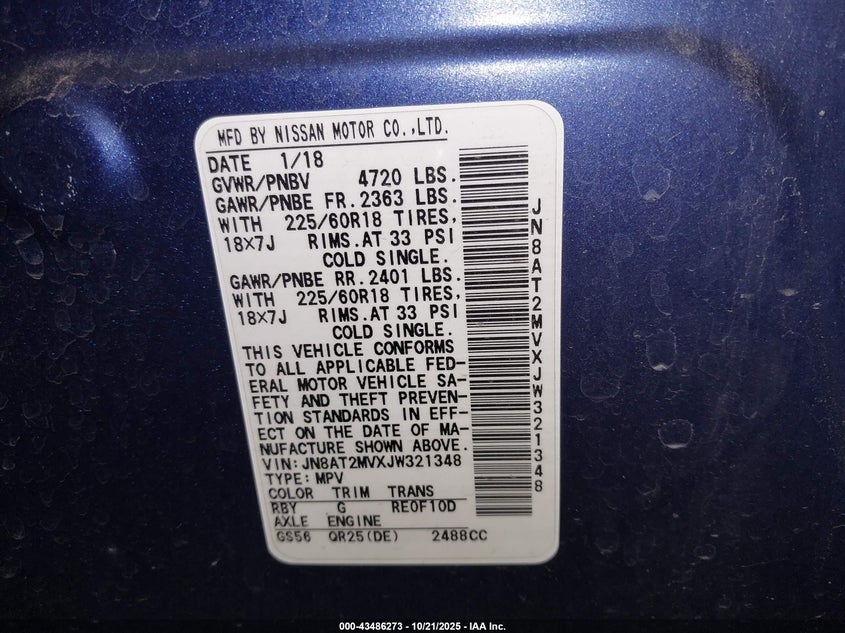 MFD BY NISSAN MOTOR CO.,LTD.
DATE 1/18
GVWR/PNBV 4720 LBS.
GAWR/PNBE FR. 2363 LBS.
WITH 225/60R18 TIRES,
18X7J RIMS. AT 33 PSI
COLD SINGLE.
GAWR/PNBE RR. 2401 LBS.
WITH 225/60R18 TIRES,
18X7J RIMS. AT 33 PSI
COLD SINGLE.
THIS VEHICLE CONFORMS
TO ALL APPLICABLE FED-
ERAL MOTOR VEHICLE SA-
FETY AND THEFT PREVEN-
TION STANDARDS IN EFF-
ECT ON THE DATE OF MA-
NUFACTURE SHOWN ABOVE.
VIN: JN8AT2MVXJW321348
TYPE: MPV
COLOR TRIM TRANS
RBY G RE0F10D
AXLE ENGINE
GS56 QR25(DE) 2488CC
JN8AT2MVXJW321348
000-43486273 - 10/21/2025 - IAA Inc.